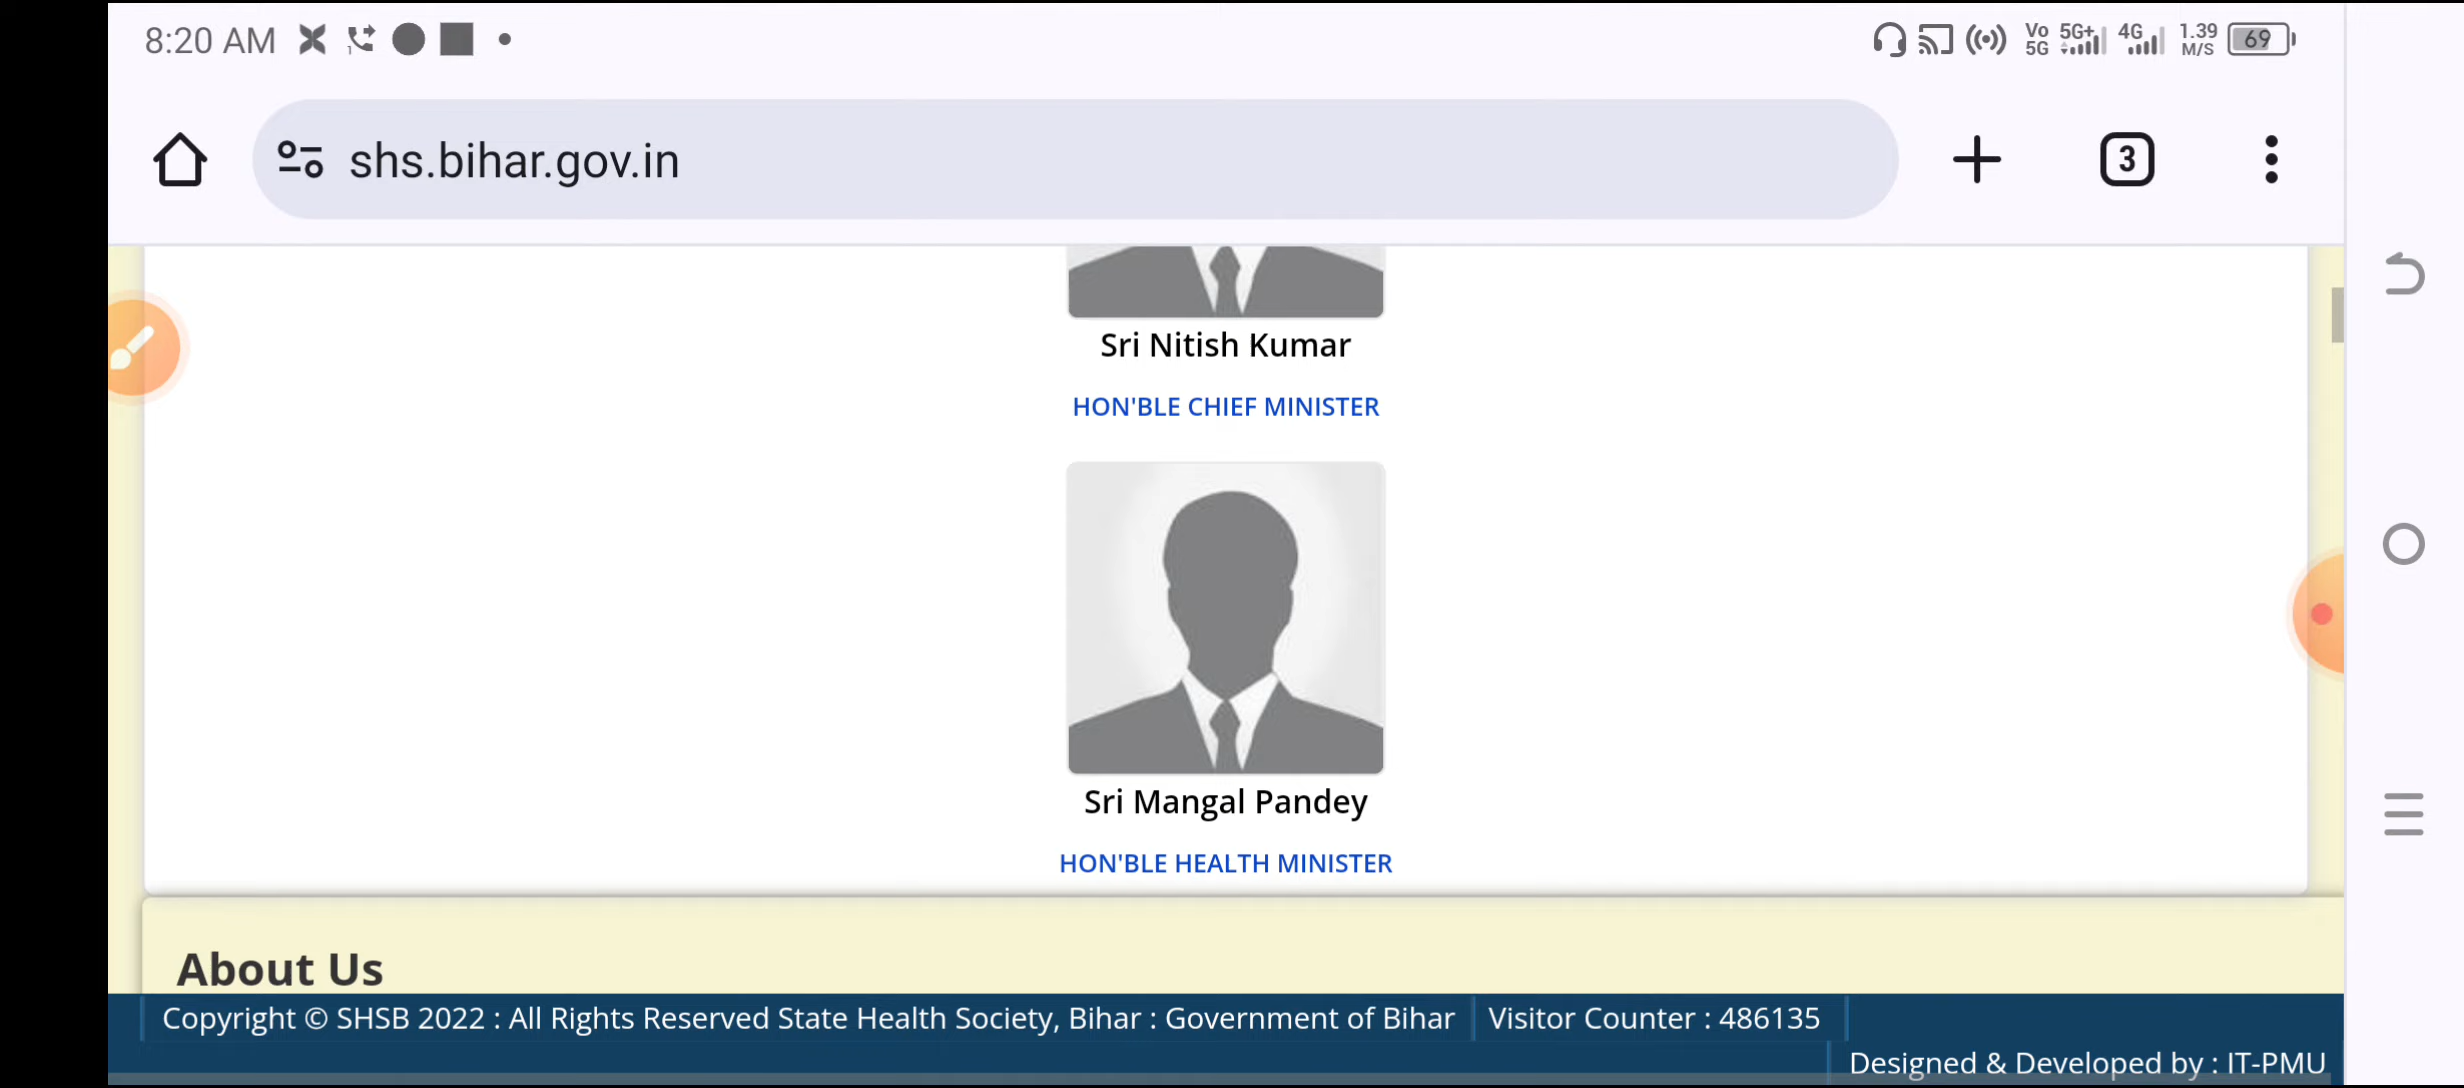 8:20 AM
1
Vo 5G
5G+
4G
1.39 M/S
69
shs.bihar.gov.in
3
Sri Nitish Kumar
HON'BLE CHIEF MINISTER
Sri Mangal Pandey
HON'BLE HEALTH MINISTER
About Us
Copyright © SHSB 2022 : All Rights Reserved State Health Society, Bihar : Government of Bihar
Visitor Counter : 486135
Designed & Developed by : IT-PMU